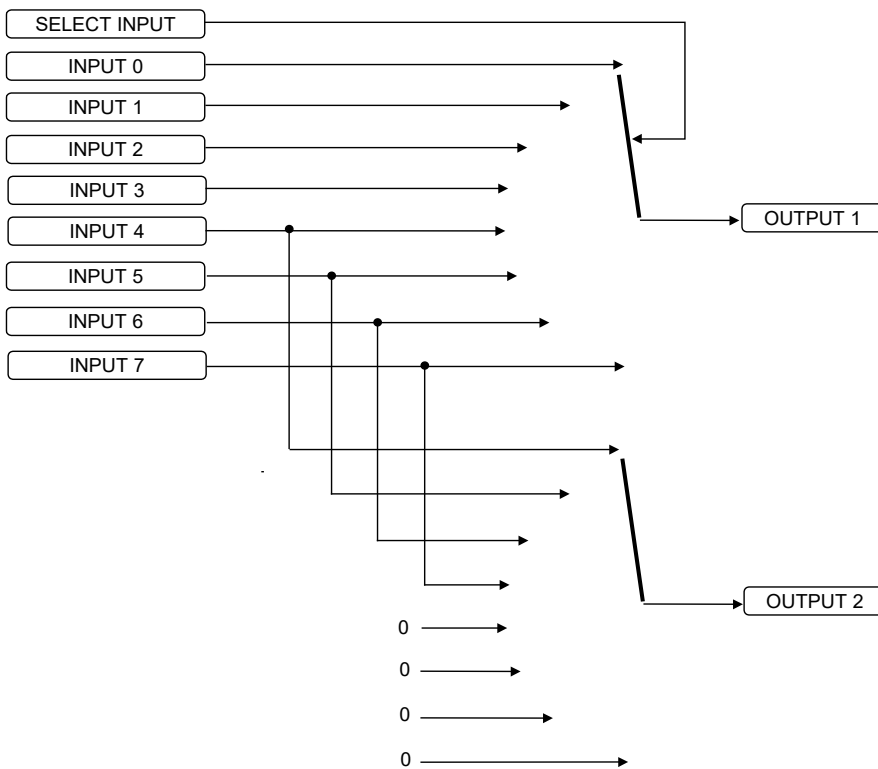 SELECT INPUT
INPUT 0
INPUT 1
INPUT 2
INPUT 3
INPUT 4
INPUT 5
INPUT 6
INPUT 7
OUTPUT 1
OUTPUT 2
0
0
0
0